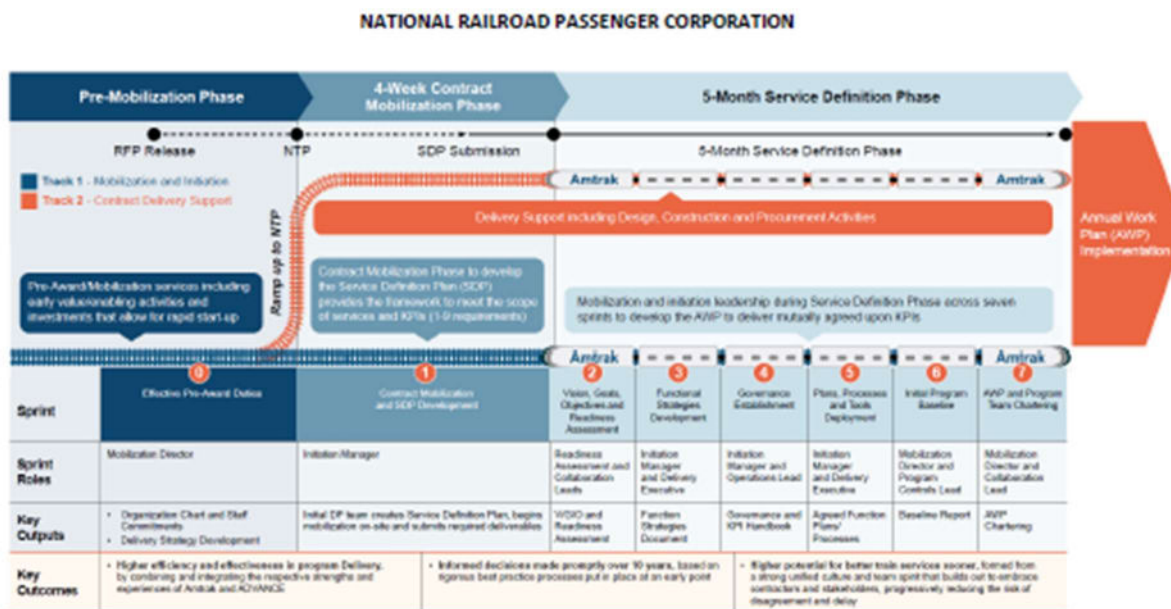 NATIONAL RAILROAD PASSENGER CORPORATION
Pre-Mobilization Phase
4-Week Contract
Mobilization Phase
5-Month Service Definition Phase
RFP Release
NTP
SDP Submission
5-Month Service Definition Phase
Track 1 - Mobilization and Initiation
Track 2 - Contract Delivery Support
Ramp up to NTP
Amtrak
Amtrak
Delivery Support including Design, Construction and Procurement Activities
Annual Work
Plan (AWP)
Implementation
Pre-Award/Mobilization services including
early value/enabling activities and
investments that allow for rapid start-up
Contract Mobilization Phase to develop
the Service Definition Plan (SDP)
provides the framework to meet the scope
of services and KPIs (1-9 requirements)
Mobilization and initiation leadership during Service Definition Phase across seven
sprints to develop the AWP to deliver mutually agreed upon KPIs
Amtrak
Amtrak
Sprint
0
Effective Pre-Award Duties
1
Contract Mobilization
and SDP Development
2
Vision, Goals,
Objectives and
Readiness
Assessment
3
Functional
Strategies
Development
4
Governance
Establishment
5
Plans, Processes
and Tools
Deployment
6
Initial Program
Baseline
7
AWP and Program
Team Chartering
Sprint
Roles
Mobilization Director
Initiation Manager
Readiness
Assessment and
Collaboration
Leads
Initiation
Manager
and Delivery
Executive
Initiation
Manager and
Operations Lead
Initiation
Manager
and Delivery
Executive
Mobilization
Director and
Program
Controls Lead
Mobilization
Director and
Collaboration
Lead
Key
Outputs
• Organization Chart and Staff
Commitments
• Delivery Strategy Development
Initial DP team creates Service Definition Plan, begins
mobilization on-site and submits required deliverables
and
Readiness
Assessment
Function
Strategies
Document
Governance and
KPI Handbook
Agreed Function
Plans/
Processes
Baseline Report
AWP
Chartering
Key
Outcomes
• Higher efficiency and effectiveness in program Delivery,
by combining and integrating the respective strengths and
experiences of Amtrak and ADVANCE
• Informed decisions made promptly over 10 years, based on
rigorous best practice processes put in place at an early point
• Higher potential for better train services sooner, formed from
a strong unified culture and team spirit that builds out to embrace
contractors and stakeholders, progressively reducing the risk of
disagreement and delay